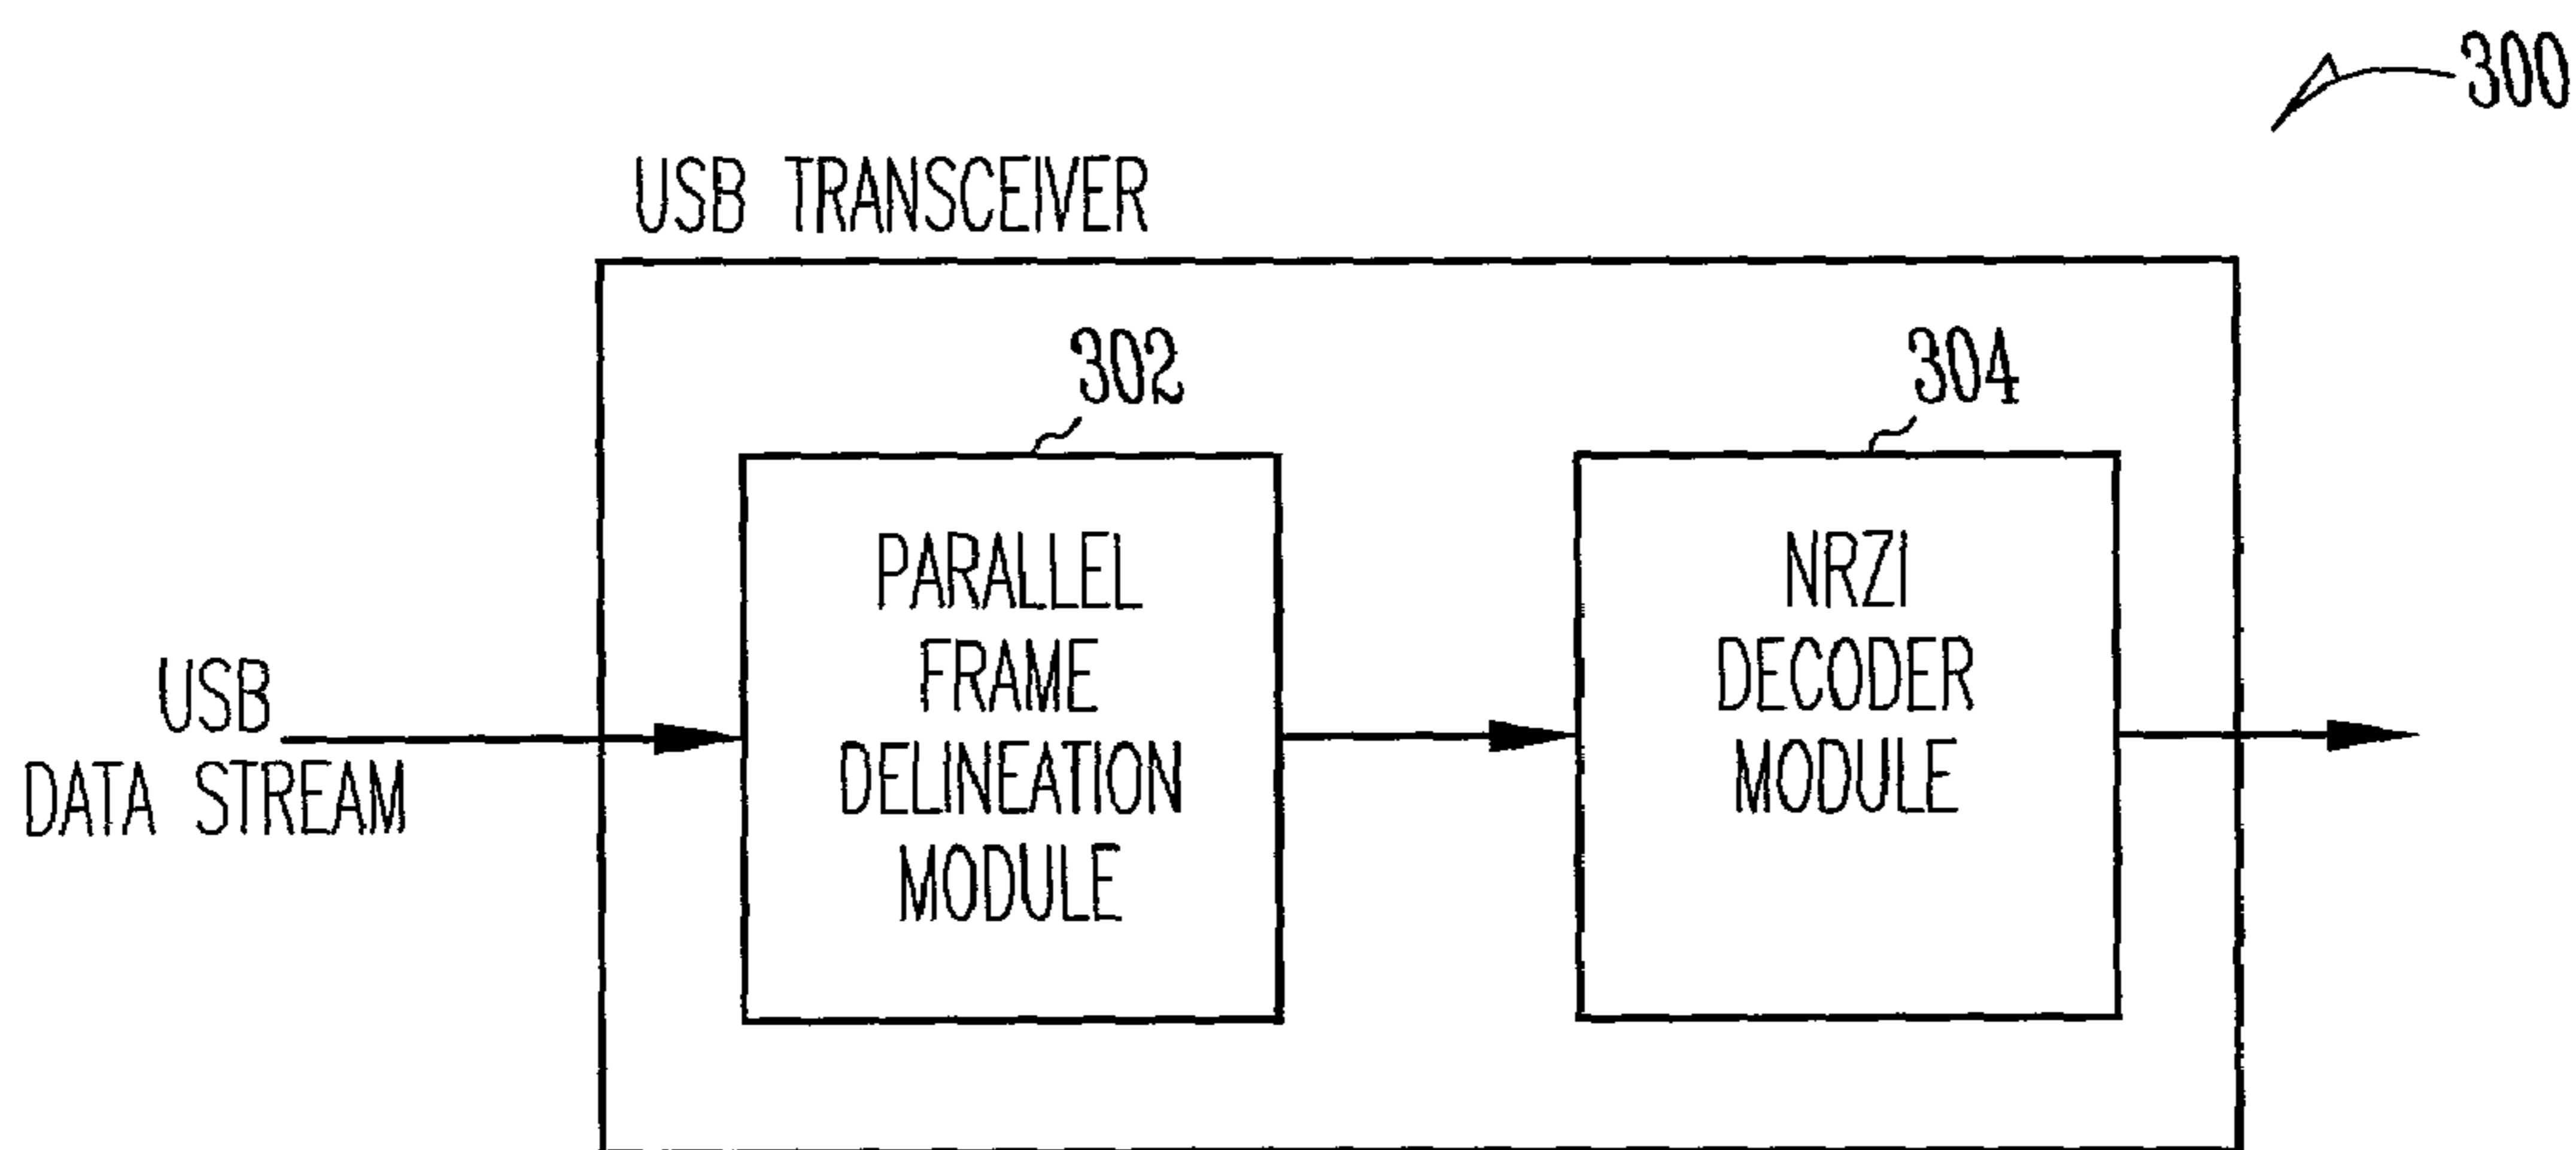 300
USB TRANSCEIVER
302
304
PARALLEL
FRAME
DELINEATION
MODULE
NRZI
DECODER
MODULE
USB
DATA STREAM